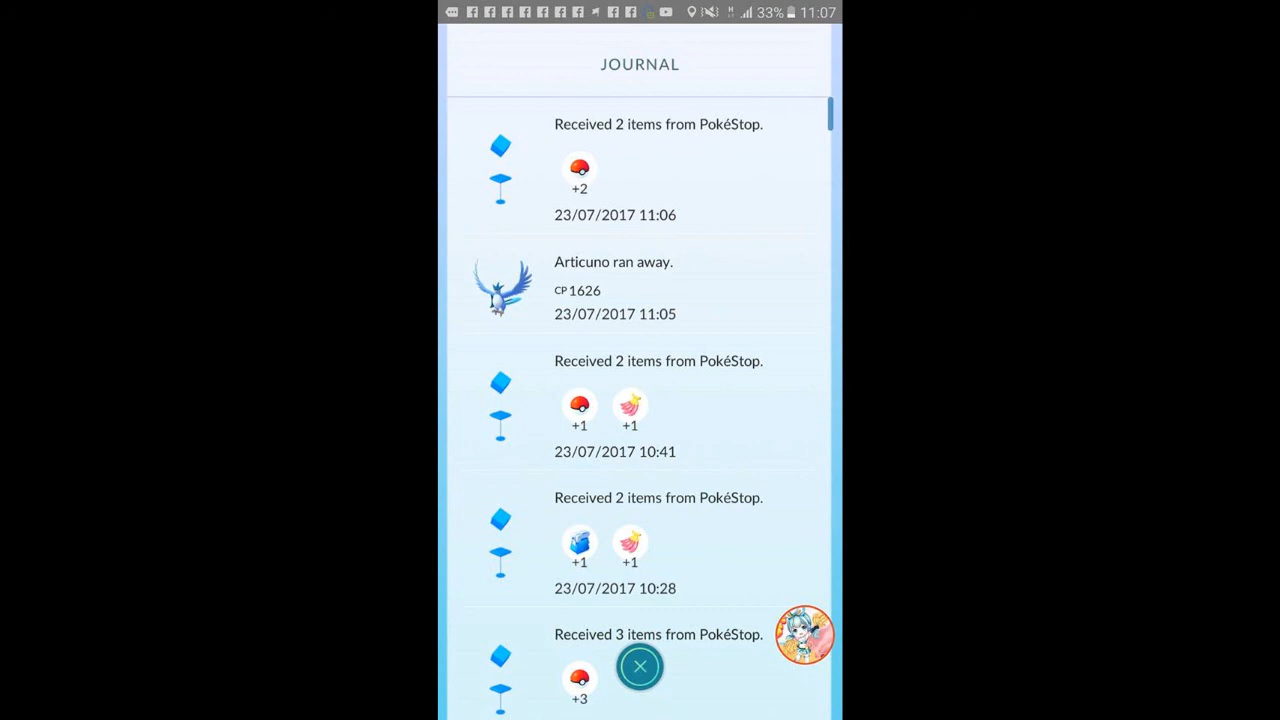 33% 11:07
JOURNAL
Received 2 items from PokéStop.
+2
23/07/2017 11:06
Articuno ran away.
CP 1626
23/07/2017 11:05
Received 2 items from PokéStop.
+1 +1
23/07/2017 10:41
Received 2 items from PokéStop.
+1 +1
23/07/2017 10:28
Received 3 items from PokéStop.
+3